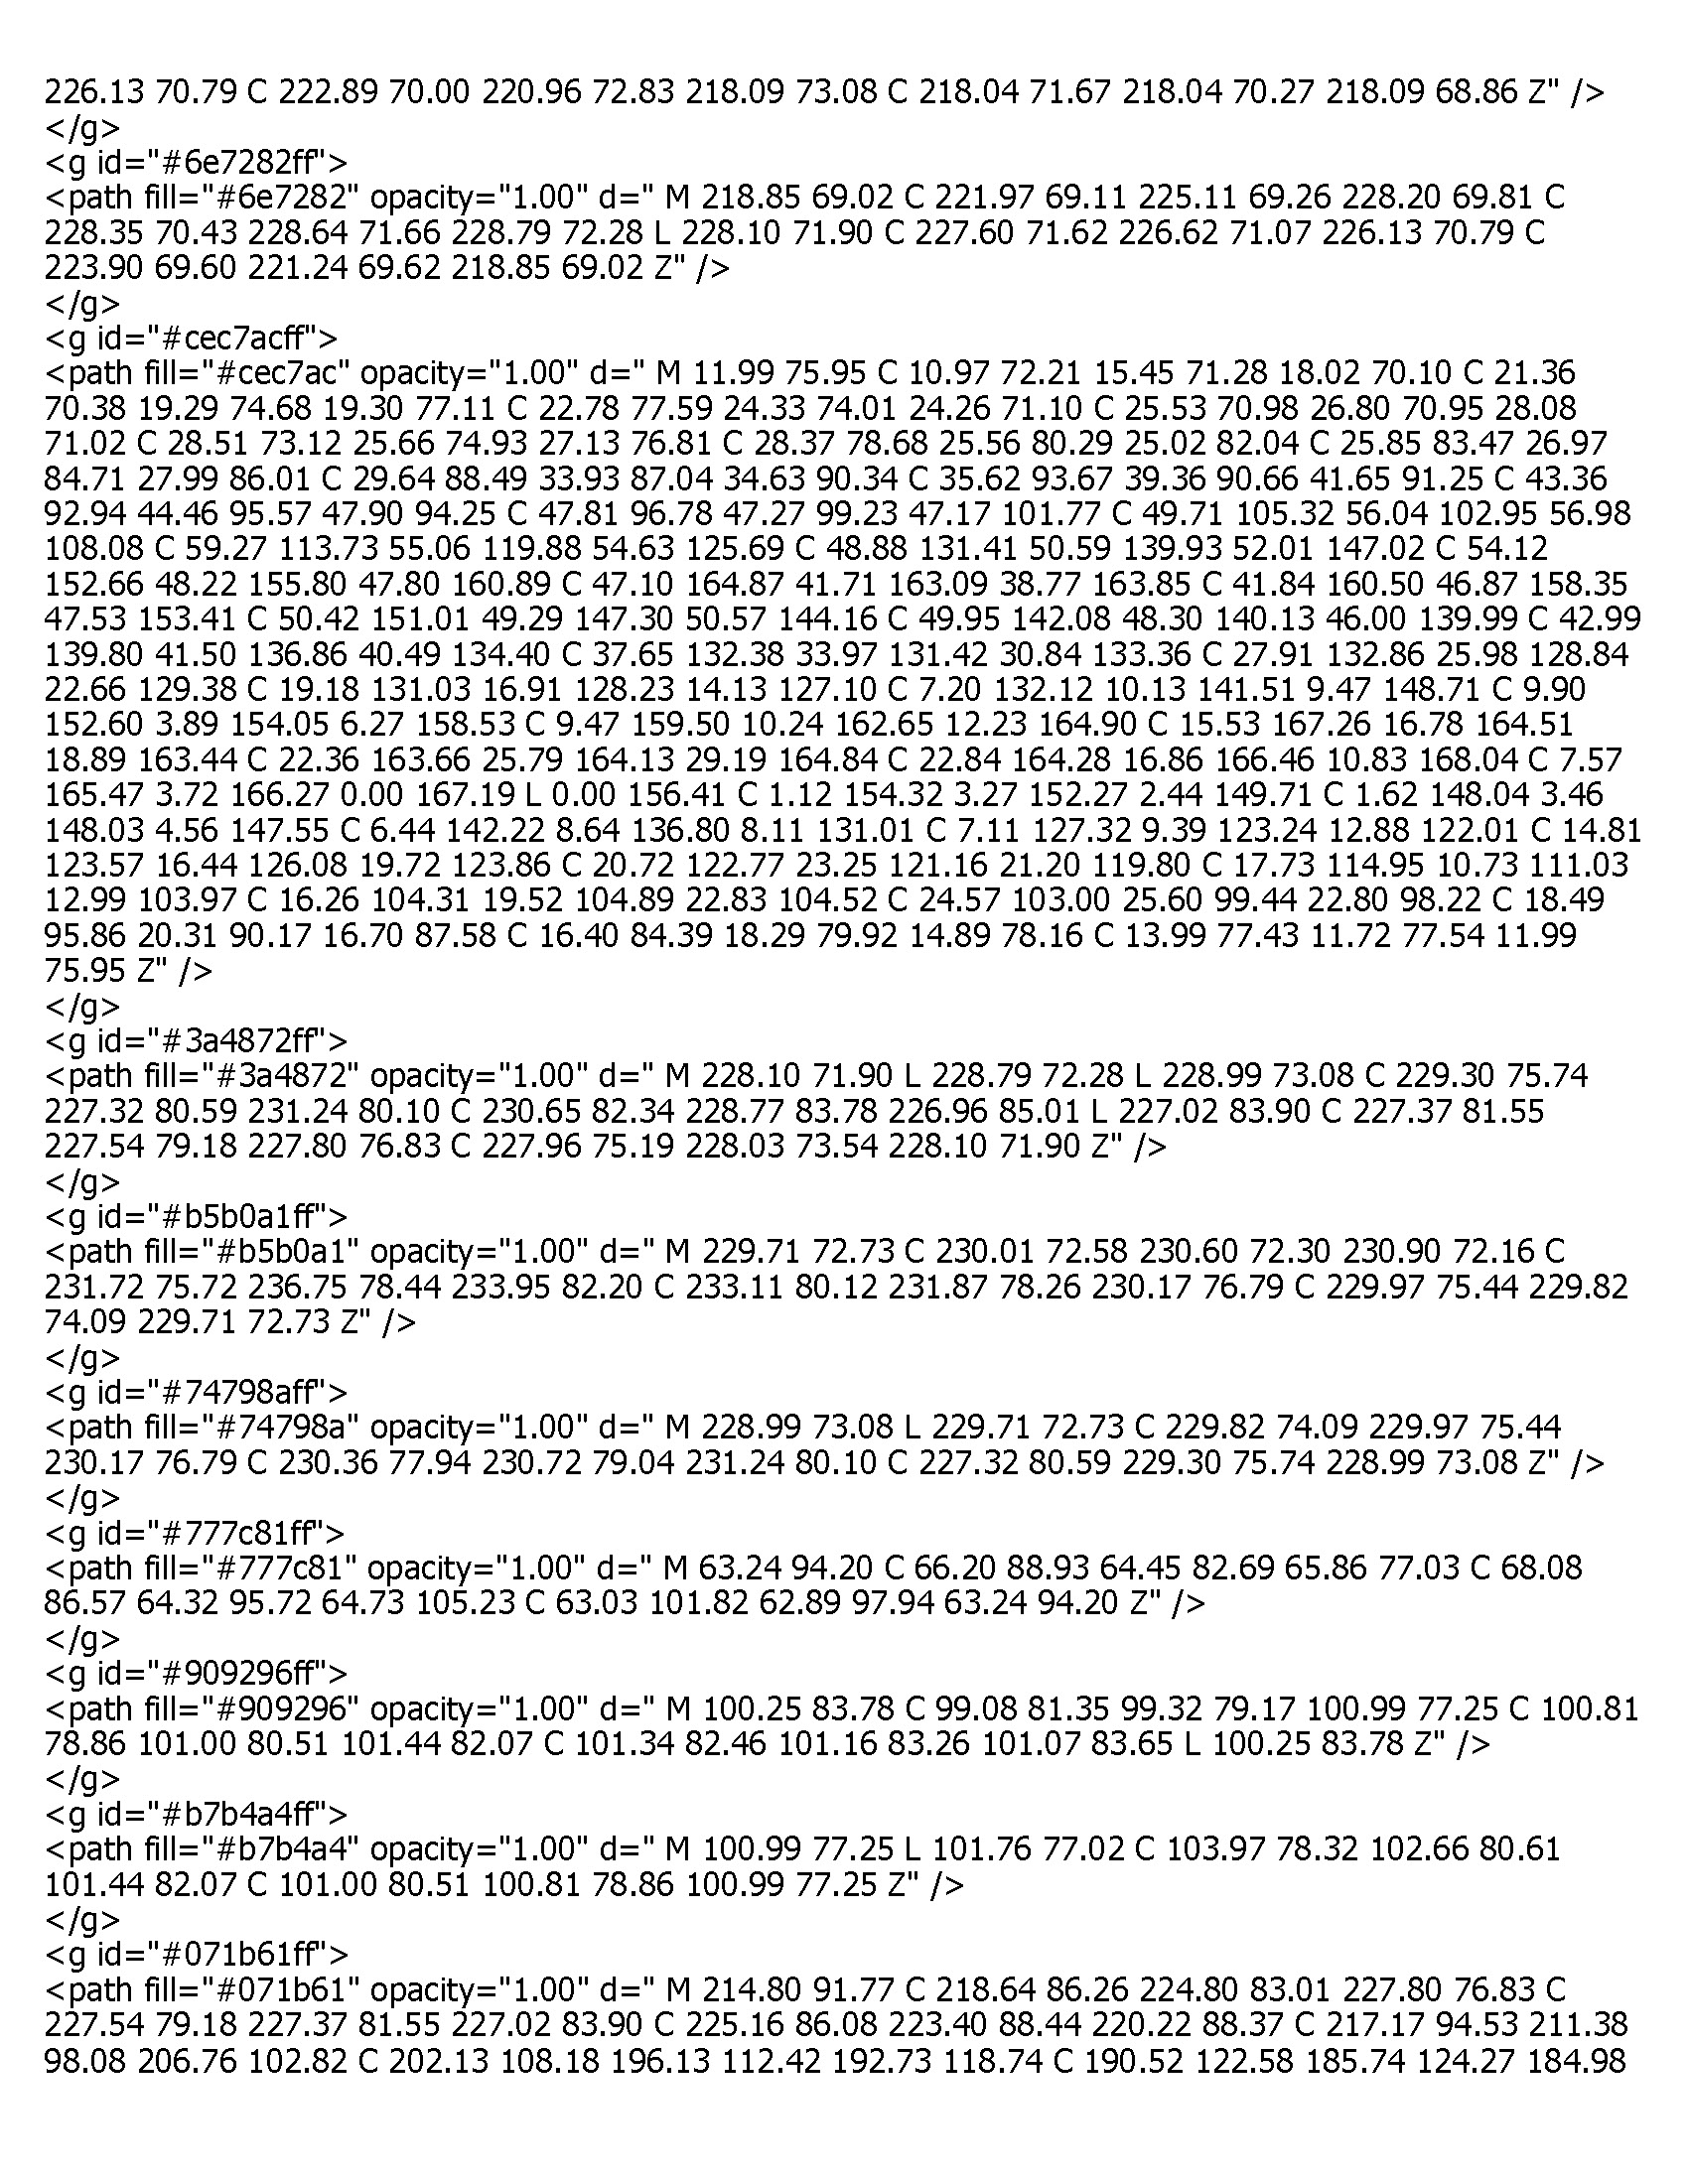 226.13 70.79 C 222.89 70.00 220.96 72.83 218.09 73.08 C 218.04 71.67 218.04 70.27 218.09 68.86 Z" />
</g>
<g id="#6e7282ff">
<path fill="#6e7282" opacity="1.00" d=" M 218.85 69.02 C 221.97 69.11 225.11 69.26 228.20 69.81 C
228.35 70.43 228.64 71.66 228.79 72.28 L 228.10 71.90 C 227.60 71.62 226.62 71.07 226.13 70.79 C
223.90 69.60 221.24 69.62 218.85 69.02 Z" />
</g>
<g id="#cec7acff">
<path fill="#cec7ac" opacity="1.00" d=" M 11.99 75.95 C 10.97 72.21 15.45 71.28 18.02 70.10 C 21.36
70.38 19.29 74.68 19.30 77.11 C 22.78 77.59 24.33 74.01 24.26 71.10 C 25.53 70.98 26.80 70.95 28.08
71.02 C 28.51 73.12 25.66 74.93 27.13 76.81 C 28.37 78.68 25.56 80.29 25.02 82.04 C 25.85 83.47 26.97
84.71 27.99 86.01 C 29.64 88.49 33.93 87.04 34.63 90.34 C 35.62 93.67 39.36 90.66 41.65 91.25 C 43.36
92.94 44.46 95.57 47.90 94.25 C 47.81 96.78 47.27 99.23 47.17 101.77 C 49.71 105.32 56.04 102.95 56.98
108.08 C 59.27 113.73 55.06 119.88 54.63 125.69 C 48.88 131.41 50.59 139.93 52.01 147.02 C 54.12
152.66 48.22 155.80 47.80 160.89 C 47.10 164.87 41.71 163.09 38.77 163.85 C 41.84 160.50 46.87 158.35
47.53 153.41 C 50.42 151.01 49.29 147.30 50.57 144.16 C 49.95 142.08 48.30 140.13 46.00 139.99 C 42.99
139.80 41.50 136.86 40.49 134.40 C 37.65 132.38 33.97 131.42 30.84 133.36 C 27.91 132.86 25.98 128.84
22.66 129.38 C 19.18 131.03 16.91 128.23 14.13 127.10 C 7.20 132.12 10.13 141.51 9.47 148.71 C 9.90
152.60 3.89 154.05 6.27 158.53 C 9.47 159.50 10.24 162.65 12.23 164.90 C 15.53 167.26 16.78 164.51
18.89 163.44 C 22.36 163.66 25.79 164.13 29.19 164.84 C 22.84 164.28 16.86 166.46 10.83 168.04 C 7.57
165.47 3.72 166.27 0.00 167.19 L 0.00 156.41 C 1.12 154.32 3.27 152.27 2.44 149.71 C 1.62 148.04 3.46
148.03 4.56 147.55 C 6.44 142.22 8.64 136.80 8.11 131.01 C 7.11 127.32 9.39 123.24 12.88 122.01 C 14.81
123.57 16.44 126.08 19.72 123.86 C 20.72 122.77 23.25 121.16 21.20 119.80 C 17.73 114.95 10.73 111.03
12.99 103.97 C 16.26 104.31 19.52 104.89 22.83 104.52 C 24.57 103.00 25.60 99.44 22.80 98.22 C 18.49
95.86 20.31 90.17 16.70 87.58 C 16.40 84.39 18.29 79.92 14.89 78.16 C 13.99 77.43 11.72 77.54 11.99
75.95 Z" />
</g>
<g id="#3a4872ff">
<path fill="#3a4872" opacity="1.00" d=" M 228.10 71.90 L 228.79 72.28 L 228.99 73.08 C 229.30 75.74
227.32 80.59 231.24 80.10 C 230.65 82.34 228.77 83.78 226.96 85.01 L 227.02 83.90 C 227.37 81.55
227.54 79.18 227.80 76.83 C 227.96 75.19 228.03 73.54 228.10 71.90 Z" />
</g>
<g id="#b5b0a1ff">
<path fill="#b5b0a1" opacity="1.00" d=" M 229.71 72.73 C 230.01 72.58 230.60 72.30 230.90 72.16 C
231.72 75.72 236.75 78.44 233.95 82.20 C 233.11 80.12 231.87 78.26 230.17 76.79 C 229.97 75.44 229.82
74.09 229.71 72.73 Z" />
</g>
<g id="#74798aff">
<path fill="#74798a" opacity="1.00" d=" M 228.99 73.08 L 229.71 72.73 C 229.82 74.09 229.97 75.44
230.17 76.79 C 230.36 77.94 230.72 79.04 231.24 80.10 C 227.32 80.59 229.30 75.74 228.99 73.08 Z" />
</g>
<g id="#777c81ff">
<path fill="#777c81" opacity="1.00" d=" M 63.24 94.20 C 66.20 88.93 64.45 82.69 65.86 77.03 C 68.08
86.57 64.32 95.72 64.73 105.23 C 63.03 101.82 62.89 97.94 63.24 94.20 Z" />
</g>
<g id="#909296ff">
<path fill="#909296" opacity="1.00" d=" M 100.25 83.78 C 99.08 81.35 99.32 79.17 100.99 77.25 C 100.81
78.86 101.00 80.51 101.44 82.07 C 101.34 82.46 101.16 83.26 101.07 83.65 L 100.25 83.78 Z" />
</g>
<g id="#b7b4a4ff">
<path fill="#b7b4a4" opacity="1.00" d=" M 100.99 77.25 L 101.76 77.02 C 103.97 78.32 102.66 80.61
101.44 82.07 C 101.00 80.51 100.81 78.86 100.99 77.25 Z" />
</g>
<g id="#071b61ff">
<path fill="#071b61" opacity="1.00" d=" M 214.80 91.77 C 218.64 86.26 224.80 83.01 227.80 76.83 C
227.54 79.18 227.37 81.55 227.02 83.90 C 225.16 86.08 223.40 88.44 220.22 88.37 C 217.17 94.53 211.38
98.08 206.76 102.82 C 202.13 108.18 196.13 112.42 192.73 118.74 C 190.52 122.58 185.74 124.27 184.98